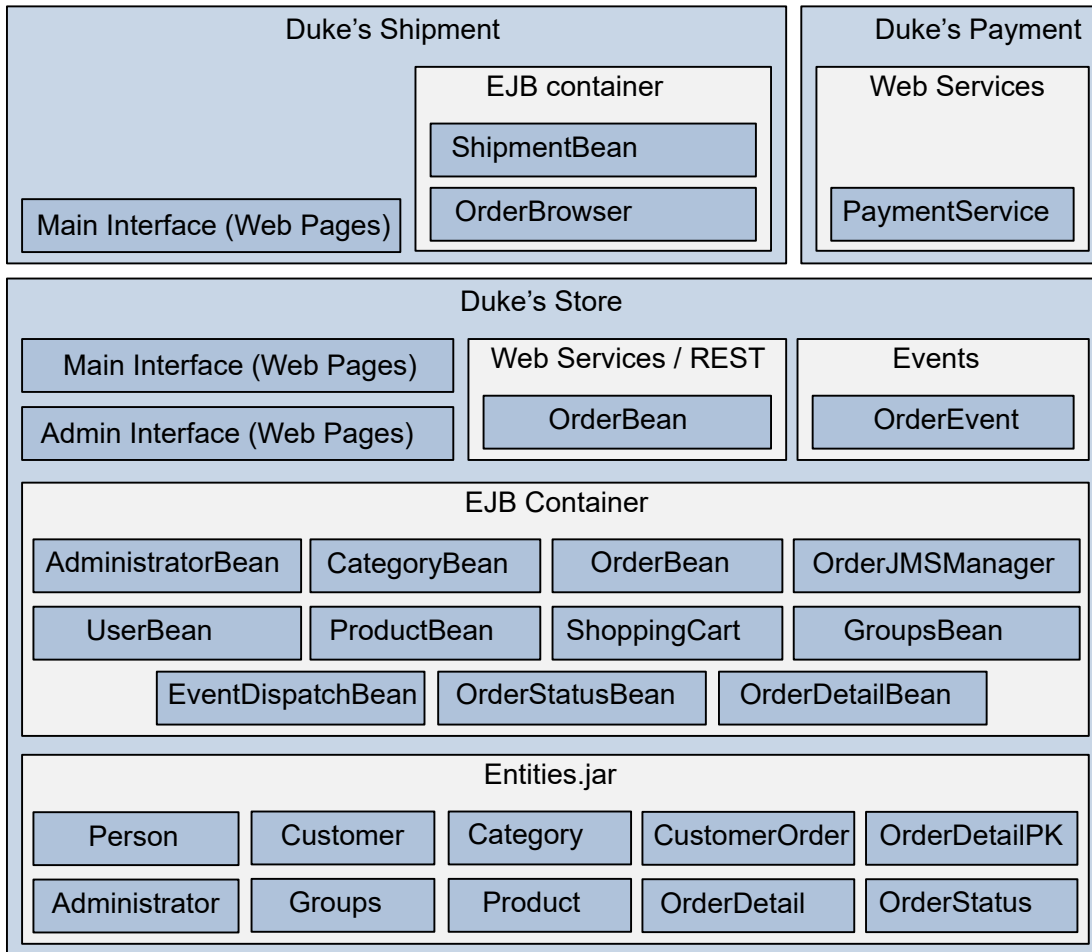 Duke’s Shipment
EJB container
ShipmentBean
OrderBrowser
Main Interface (Web Pages)
Duke’s Payment
Web Services
PaymentService
Duke’s Store
Main Interface (Web Pages)
Admin Interface (Web Pages)
Web Services / REST
OrderBean
Events
OrderEvent
EJB Container
AdministratorBean
CategoryBean
OrderBean
OrderJMSManager
UserBean
ProductBean
ShoppingCart
GroupsBean
EventDispatchBean
OrderStatusBean
OrderDetailBean
Entities.jar
Person
Customer
Category
CustomerOrder
OrderDetailPK
Administrator
Groups
Product
OrderDetail
OrderStatus